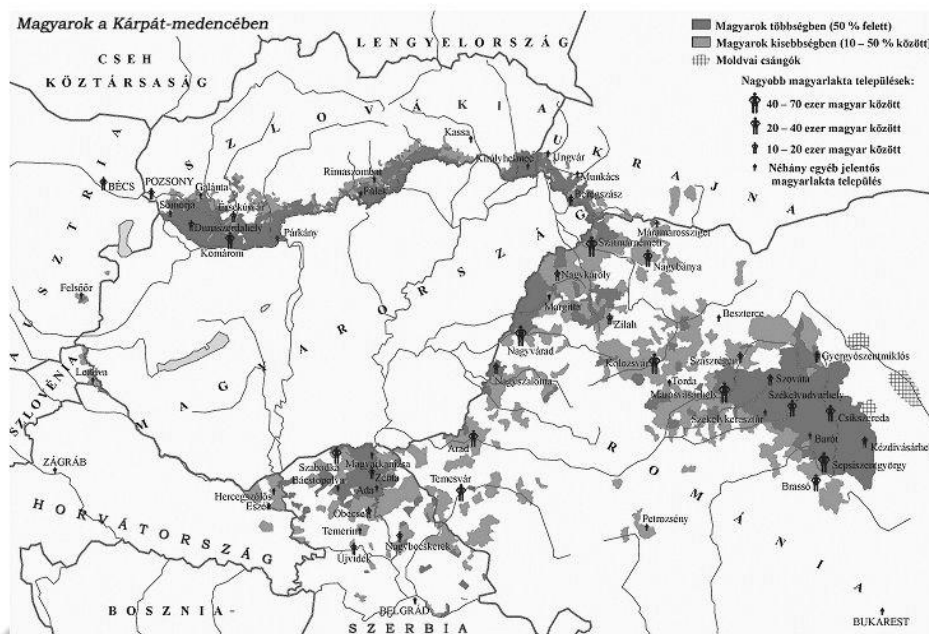 Magyarok a Kárpát-medencében
Magyarok többségben (50 % felett)
Magyarok kisebbségben (10 – 50 % között)
Moldvai csángók
Nagyobb magyarlakta települések:
40 – 70 ezer magyar között
20 – 40 ezer magyar között
10 – 20 ezer magyar között
Néhány egyéb jelentős
magyarlakta település
LENGYELORSZÁG
CSEH
KÖZTÁRSASÁG
SZLOVÁKIA
UKRAJNA
AUSZTRIA
MAGYARORSZÁG
SZLOVÉNIA
HORVÁTORSZÁG
BOSZNIA-
SZERBIA
ROMÁNIA
Kassa
Királyhelmec
Ungvár
Munkács
Beregszász
Rimaszombat
Fülek
BÉCS
POZSONY
Galánta
Somorja
Érsekújvár
Dunaszerdahely
Komárom
Párkány
Felsőőr
Lendva
Máramarossziget
Szatmárnémeti
Nagybánya
Nagykároly
Margitta
Zilah
Beszterce
Nagyvárad
Nagyszalonta
Kolozsvár
Szászrégen
Gyergyószentmiklós
Torda
Szováta
Marosvásárhely
Székelyudvarhely
Székelykeresztúr
Csíkszereda
Barót
Kézdivásárhely
Sepsiszentgyörgy
Brassó
Arad
Temesvár
Petrozsény
ZÁGRÁB
Szabadka
Magyarkanizsa
Bácstopolya
Zenta
Ada
Hercegszőlős
Eszék
Óbecse
Temerin
Újvidék
Nagybecskerek
BELGRÁD
BUKAREST